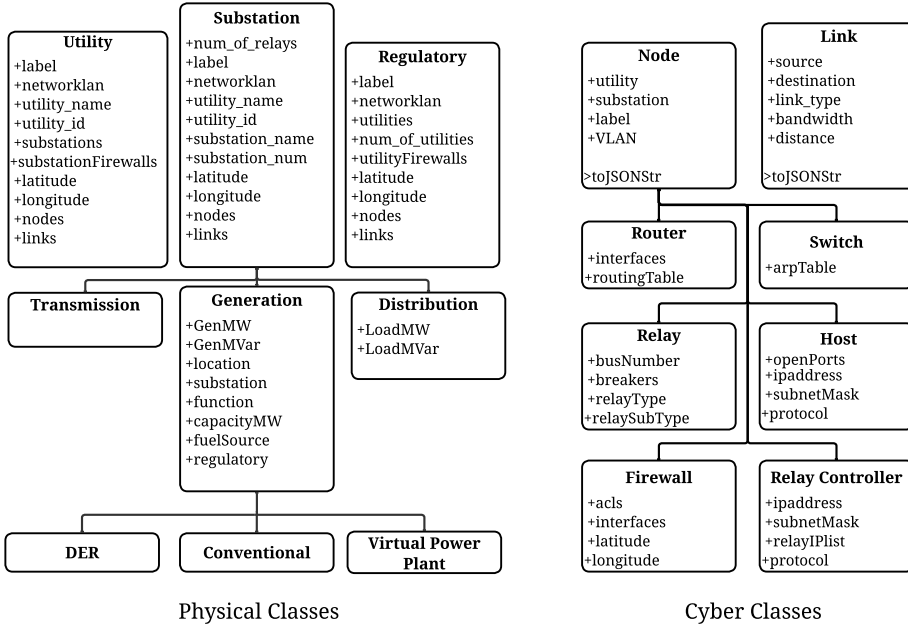 Utility
+label
+networklan
+utility_name
+utility_id
+substations
+substationFirewalls
+latitude
+longitude
+nodes
+links
Substation
+num_of_relays
+label
+networklan
+utility_name
+utility_id
+substation_name
+substation_num
+latitude
+longitude
+nodes
+links
Regulatory
+label
+networklan
+utilities
+num_of_utilities
+utilityFirewalls
+latitude
+longitude
+nodes
+links
Transmission
Generation
+GenMW
+GenMVar
+location
+substation
+function
+capacityMW
+fuelSource
+regulatory
Distribution
+LoadMW
+LoadMVar
DER
Conventional
Virtual Power
Plant
Physical Classes
Node
+utility
+substation
+label
+VLAN
>toJSONStr
Link
+source
+destination
+link_type
+bandwidth
+distance
>toJSONStr
Router
+interfaces
+routingTable
Switch
+arpTable
Relay
+busNumber
+breakers
+relayType
+relaySubType
Host
+openPorts
+ipaddress
+subnetMask
+protocol
Firewall
+acls
+interfaces
+latitude
+longitude
Relay Controller
+ipaddress
+subnetMask
+relayIPlist
+protocol
Cyber Classes